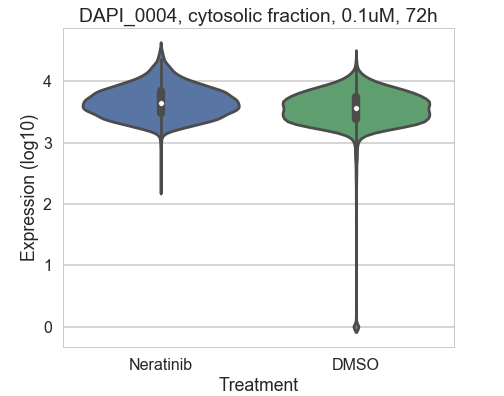 DAPI_0004, cytosolic fraction, 0.1uM, 72h
Expression (log10)
4
3
2
1
0
Neratinib
DMSO
Treatment